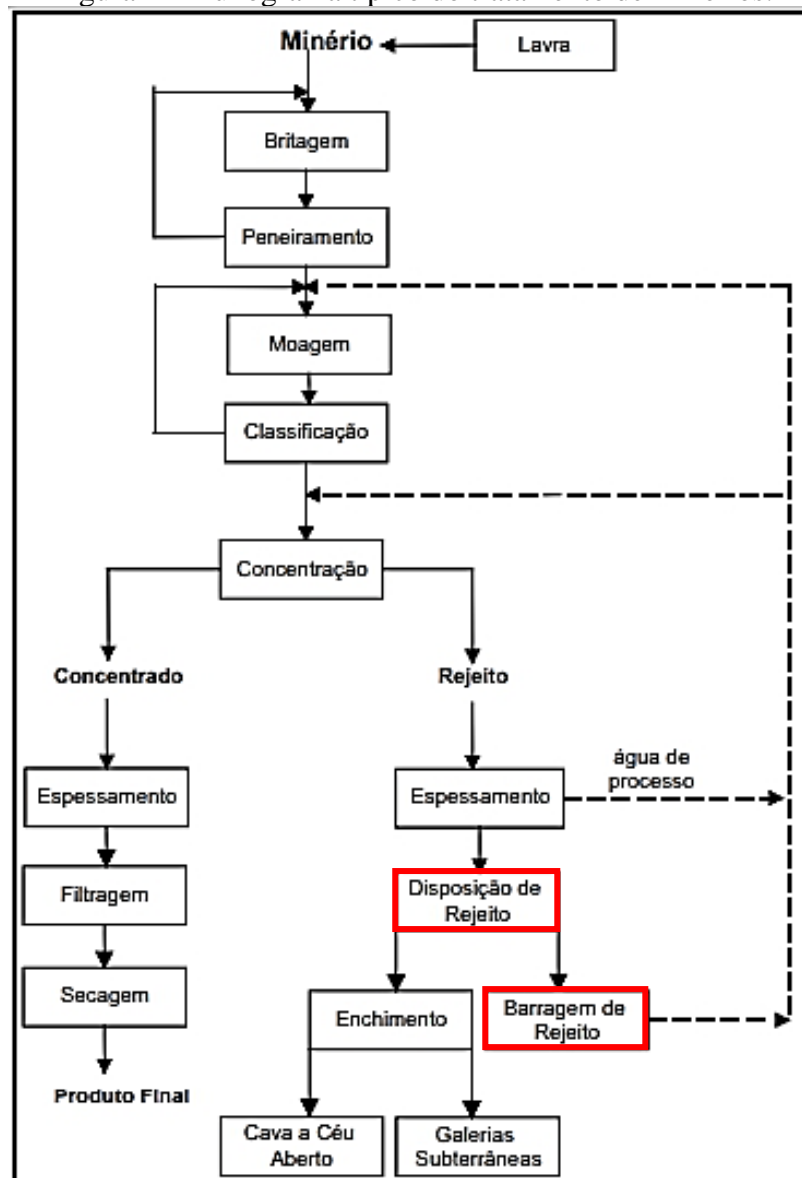 Minério
Lavra
Britagem
Peneiramento
Moagem
Classificação
Concentração
Concentrado
Rejeito
Espessamento
Espessamento
água de
processo
Filtragem
Disposição de
Rejeito
Secagem
Enchimento
Barragem de
Rejeito
Produto Final
Cava a Céu
Aberto
Galerias
Subterrâneas